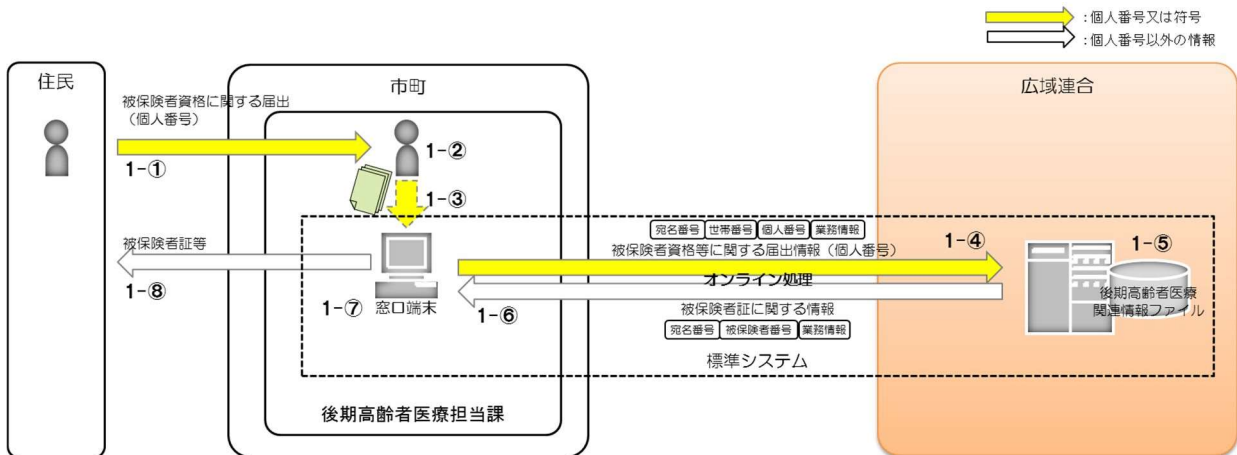 ：個人番号又は符号
：個人番号以外の情報
住民
市町
広域連合
被保険者資格に関する届出
（個人番号）
1-①
1-②
1-③
宛名番号 世帯番号 個人番号 業務情報
被保険者資格等に関する届出情報（個人番号）
1-④
1-⑤
被保険者証等
オンライン処理
1-⑧
1-⑦
窓口端末
1-⑥
被保険者証に関する情報
宛名番号 被保険者番号 業務情報
後期高齢者医療
関連情報ファイル
標準システム
後期高齢者医療担当課